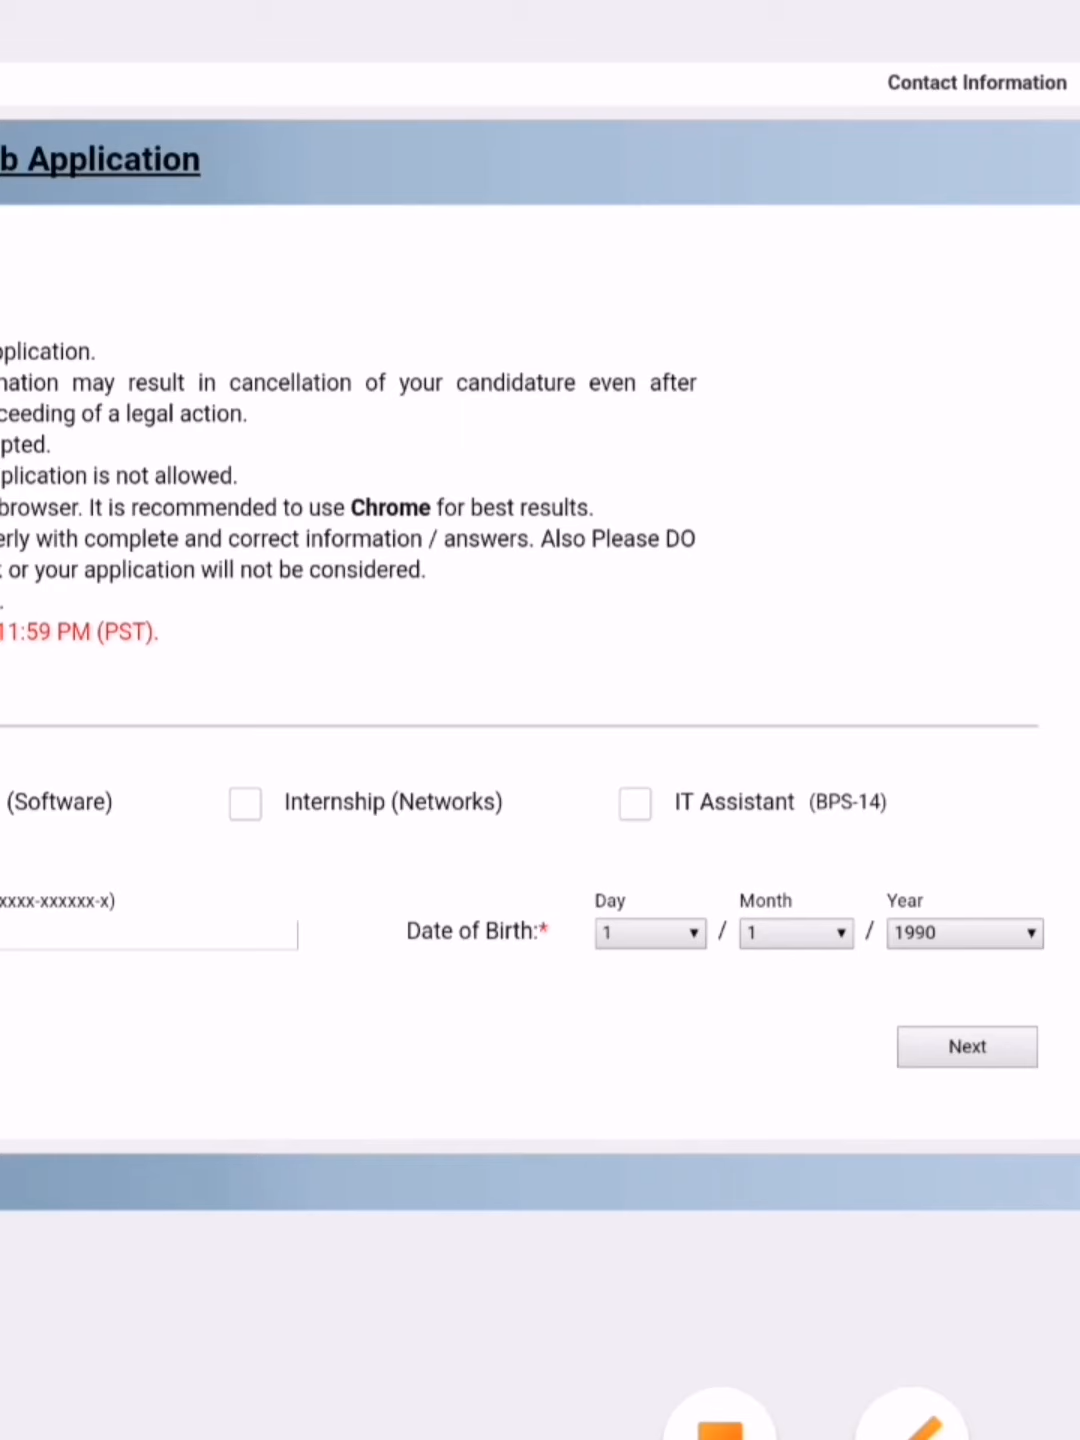 Contact Information
b Application
plication.
nation may result in cancellation of your candidature even after
ceeding of a legal action.
pted.
plication is not allowed.
browser. It is recommended to use Chrome for best results.
erly with complete and correct information / answers. Also Please DO
or your application will not be considered.
.
11:59 PM (PST).
(Software) Internship (Networks) IT Assistant (BPS-14)
xxxx-xxxxxx-x) Day Month Year
Date of Birth:* 1 / 1 / 1990
Next